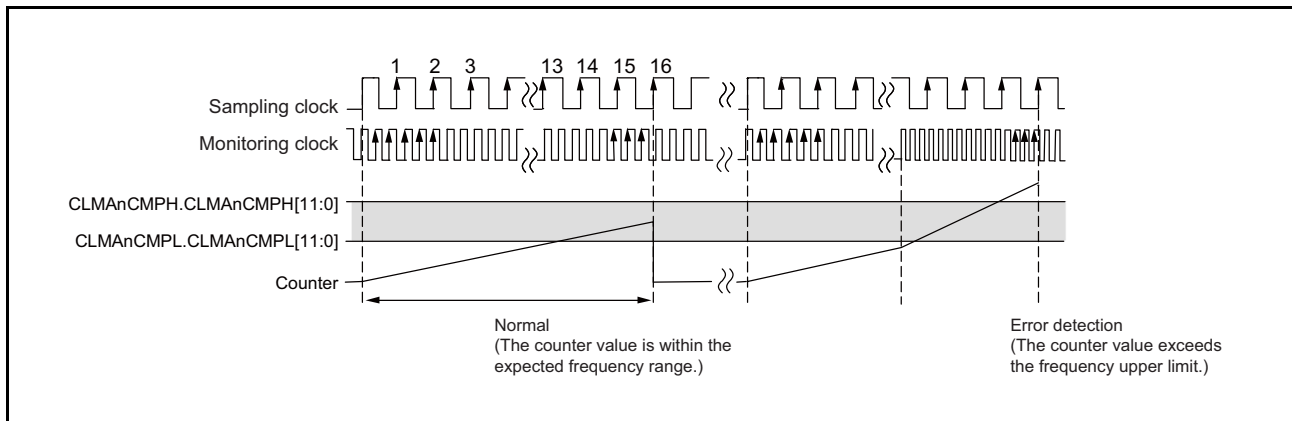 1 2 3 13 14 15 16
Sampling clock
Monitoring clock
CLMAnCMPH.CLMAnCMPH[11:0]
CLMAnCMPL.CLMAnCMPL[11:0]
Counter
Normal
(The counter value is within the
expected frequency range.)
Error detection
(The counter value exceeds
the frequency upper limit.)